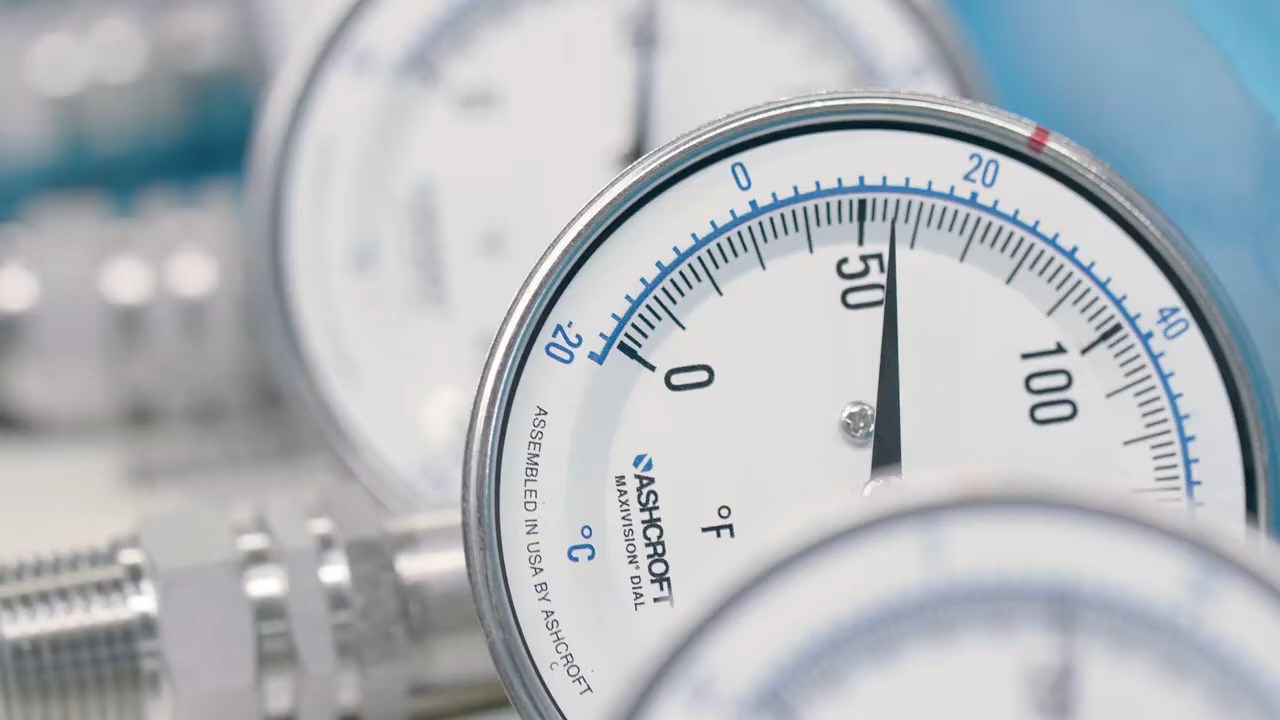 -20
0
20
40
0
50
100
°F
°C
ASHCROFT
MAXIVISION® DIAL
ASSEMBLED IN USA BY ASHCROFT
C